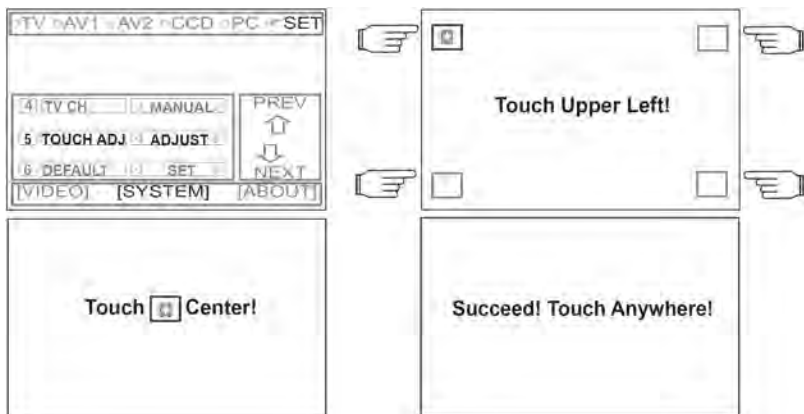 TV AV1 AV2 CCD PC SET
4 TV CH MANUAL
5 TOUCH ADJ ADJUST
6 DEFAULT SET
PREV
NEXT
[VIDEO] [SYSTEM] [ABOUT]
Touch Upper Left!
Touch Center!
Succeed! Touch Anywhere!